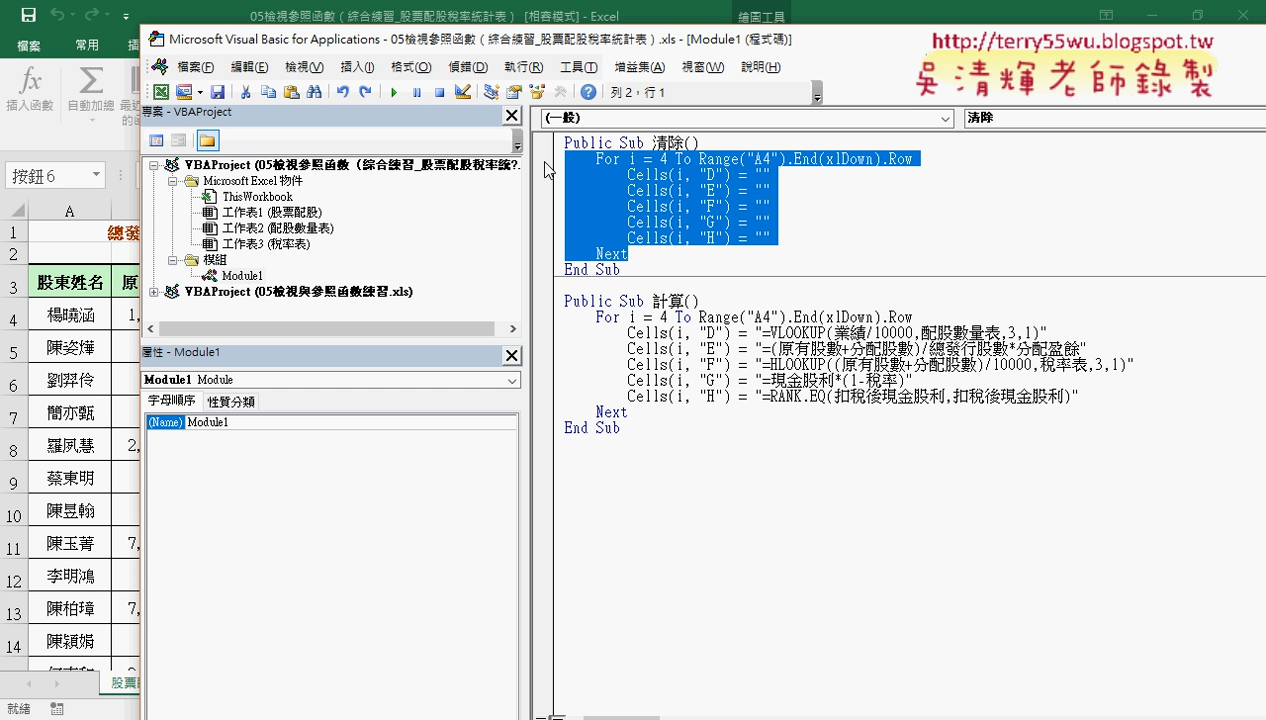 05檢視參照函數（綜合練習_股票配股稅率統計表） [相容模式] - Excel
繪圖工具
檔案
常用
插
插入函數
自動加總
最近
的函
按鈕6
A
1
總發
2
3
股東姓名
原
4
楊曉涵
1,
5
陳姿燁
6
劉羿伶
7
簡亦甄
8
羅夙慧
2,
9
蔡東明
10
陳昱翰
11
陳玉菁
7,
12
李明鴻
13
陳柏璋
7,
14
陳穎娟
股票
就緒
Microsoft Visual Basic for Applications - 05檢視參照函數（綜合練習_股票配股稅率統計表）.xls - [Module1 (程式碼)]
檔案(F)
編輯(E)
檢視(V)
插入(I)
格式(O)
偵錯(D)
執行(R)
工具(T)
增益集(A)
視窗(W)
說明(H)
列 2，行 1
http://terry55wu.blogspot.tw
吳清輝老師錄製
專案 - VBAProject
VBAProject (05檢視參照函數（綜合練習_股票配股稅率統?.
Microsoft Excel 物件
ThisWorkbook
工作表1 (股票配股)
工作表2 (配股數量表)
工作表3 (稅率表)
模組
Module1
VBAProject (05檢視與參照函數練習.xls)
屬性 - Module1
Module1 Module
字母順序
性質分類
(Name) Module1
(一般)
清除
Public Sub 清除()
For i = 4 To Range("A4").End(xlDown).Row
Cells(i, "D") = ""
Cells(i, "E") = ""
Cells(i, "F") = ""
Cells(i, "G") = ""
Cells(i, "H") = ""
Next
End Sub
Public Sub 計算()
For i = 4 To Range("A4").End(xlDown).Row
Cells(i, "D") = "=VLOOKUP(業績/10000,配股數量表,3,1)"
Cells(i, "E") = "=(原有股數+分配股數)/總發行股數*分配盈餘"
Cells(i, "F") = "=HLOOKUP((原有股數+分配股數)/10000,稅率表,3,1)"
Cells(i, "G") = "=現金股利*(1-稅率)"
Cells(i, "H") = "=RANK.EQ(扣稅後現金股利,扣稅後現金股利)"
Next
End Sub